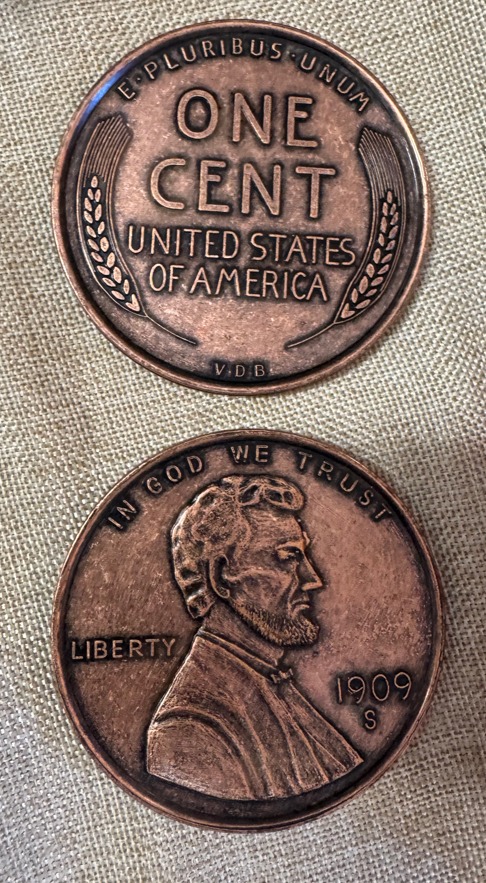 E·PLURIBUS·UNUM
ONE
CENT
UNITED STATES
OF AMERICA
V.D.B.
IN GOD WE TRUST
LIBERTY
1909
S